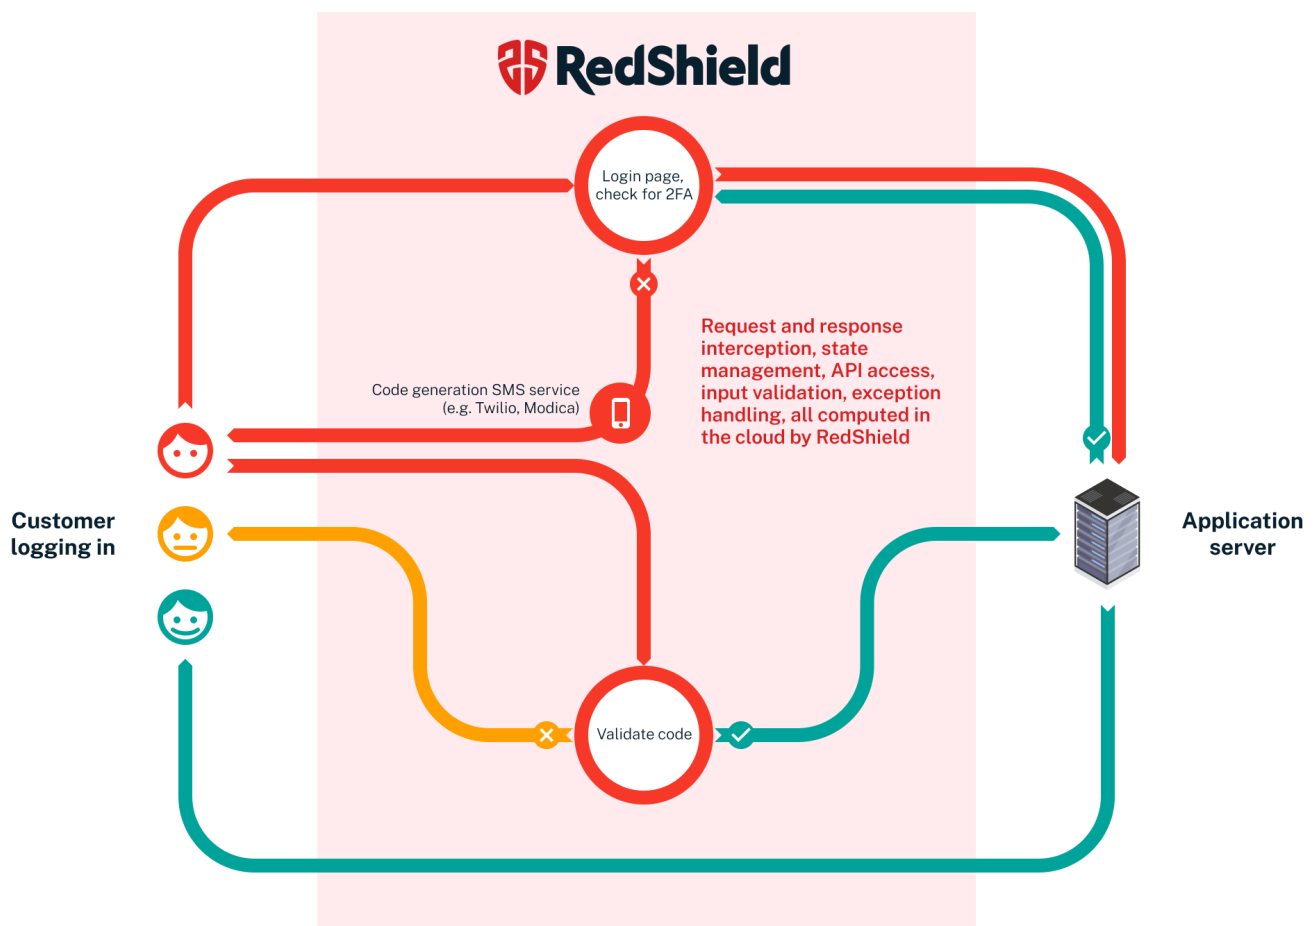 RedShield
Login page,
check for 2FA
Request and response
interception, state
management, API access,
input validation, exception
handling, all computed in
the cloud by RedShield
Code generation SMS service
(e.g. Twilio, Modica)
Customer
logging in
Application
server
Validate code